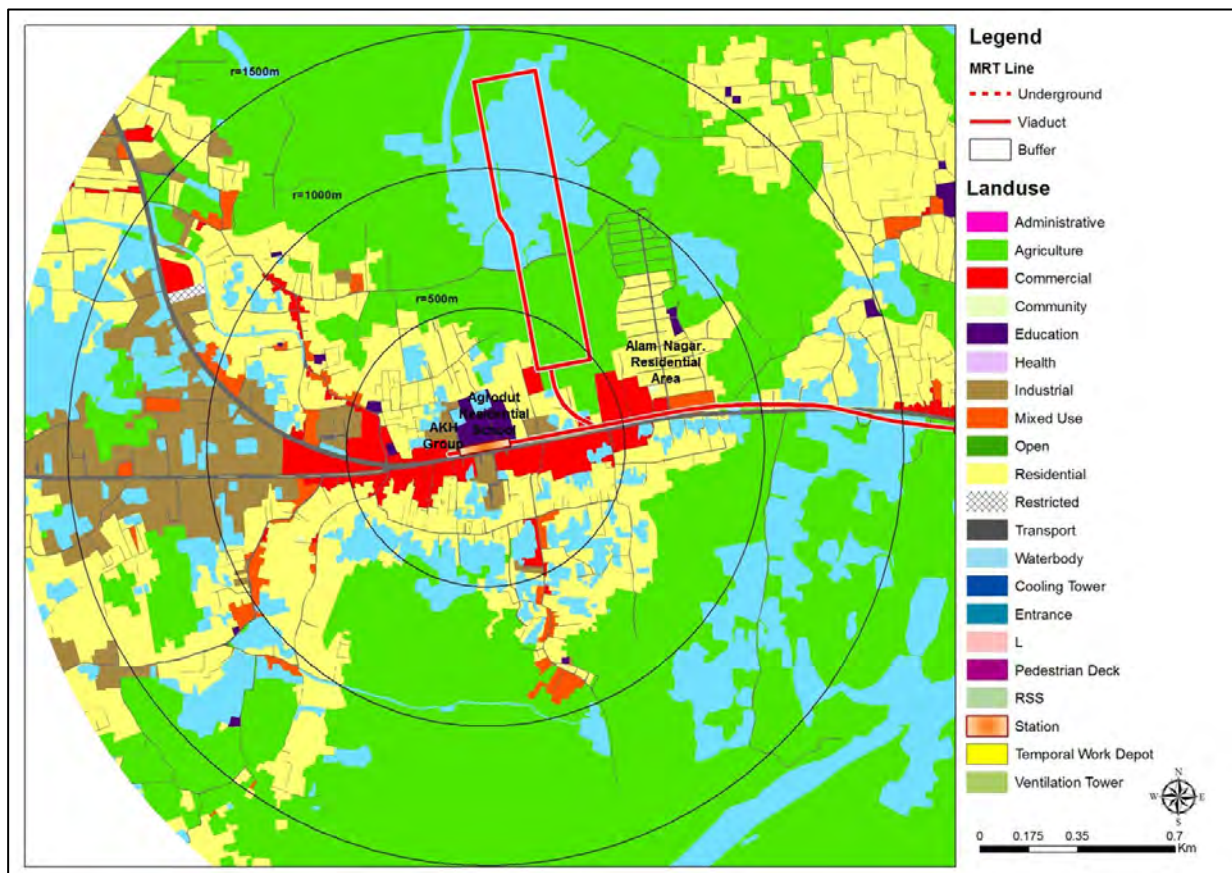 r=1500m
r=1000m
r=500m
Alam Nagar.
Residential
Area
Agrodut
Residential
School
AKH
Group
Legend
MRT Line
Underground
Viaduct
Buffer
Landuse
Administrative
Agriculture
Commercial
Community
Education
Health
Industrial
Mixed Use
Open
Residential
Restricted
Transport
Waterbody
Cooling Tower
Entrance
L
Pedestrian Deck
RSS
Station
Temporal Work Depot
Ventilation Tower
N
W E
S
0 0.175 0.35 0.7
Km